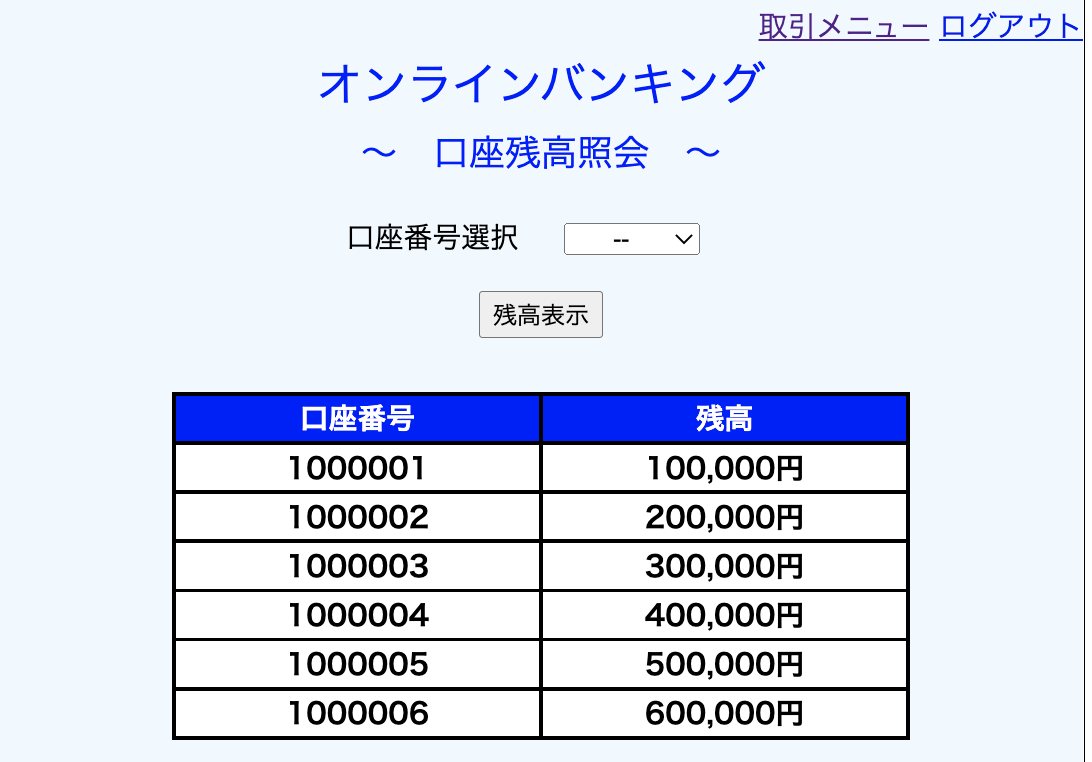 取引メニュー ログアウト
オンラインバンキング
～　口座残高照会　～
口座番号選択 --
残高表示
口座番号 残高
1000001 100,000円
1000002 200,000円
1000003 300,000円
1000004 400,000円
1000005 500,000円
1000006 600,000円